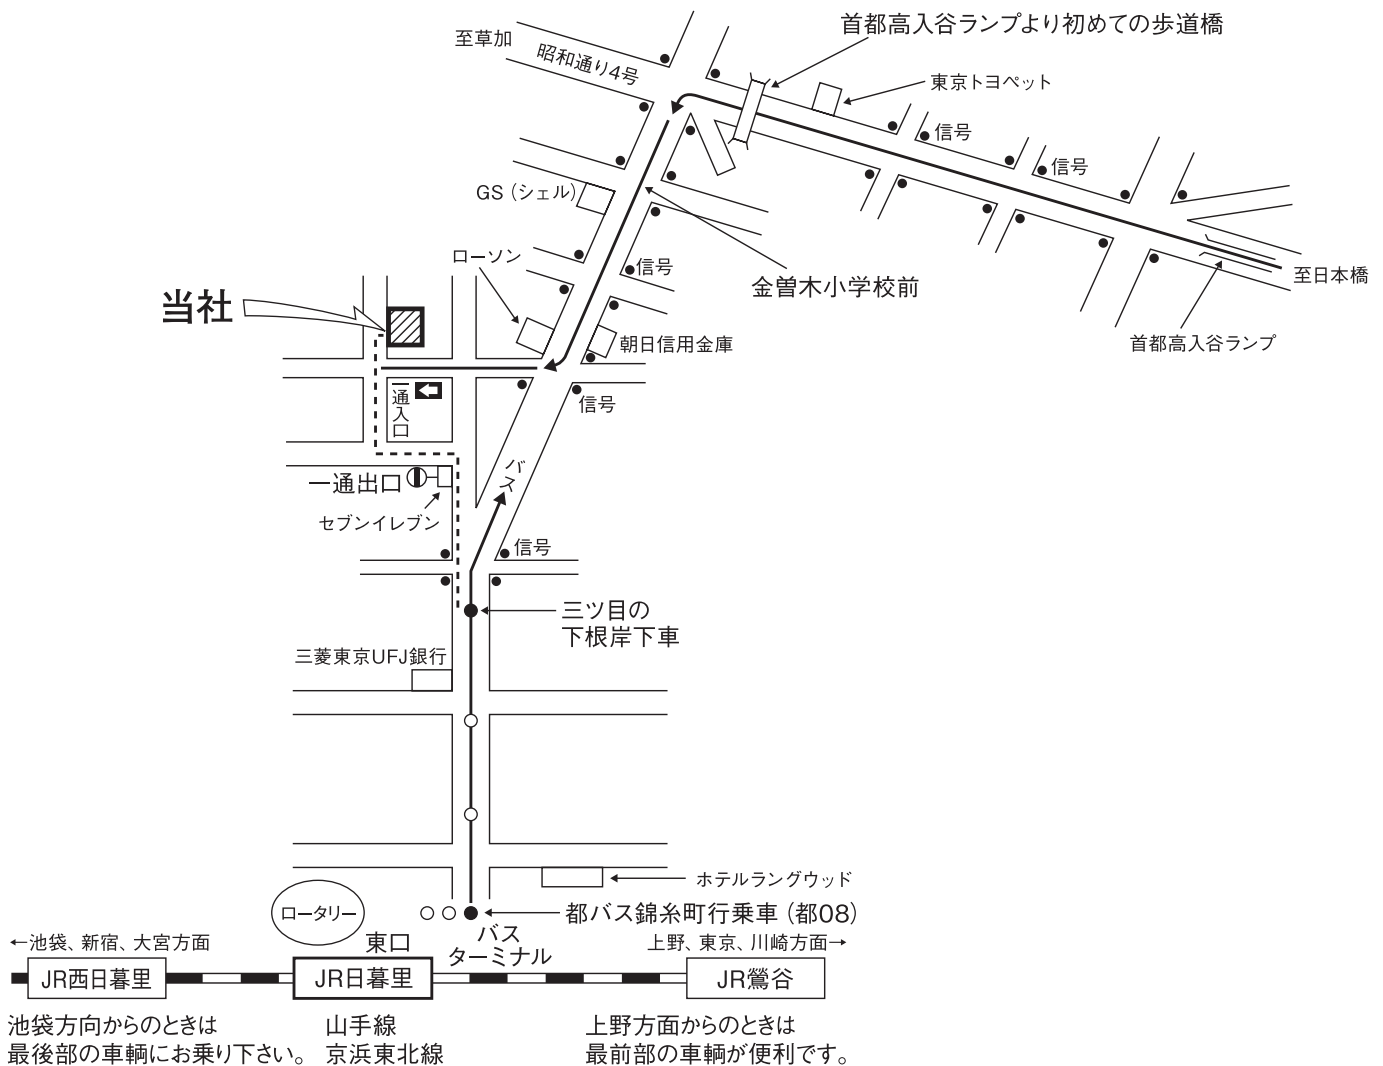 首都高入谷ランプより初めての歩道橋
至草加
昭和通り4号
東京トヨペット
信号
信号
GS（シェル）
ローソン
信号
金曽木小学校前
至日本橋
当社
朝日信用金庫
首都高入谷ランプ
一通入口
信号
バス
一通出口
セブンイレブン
信号
三ツ目の
下根岸下車
三菱東京UFJ銀行
ホテルラングウッド
ロータリー
都バス錦糸町行乗車（都08）
←池袋、新宿、大宮方面
東口
バス
ターミナル
上野、東京、川崎方面→
JR西日暮里
JR日暮里
JR鶯谷
池袋方向からのときは
最後部の車輌にお乗り下さい。
山手線
京浜東北線
上野方面からのときは
最前部の車輌が便利です。